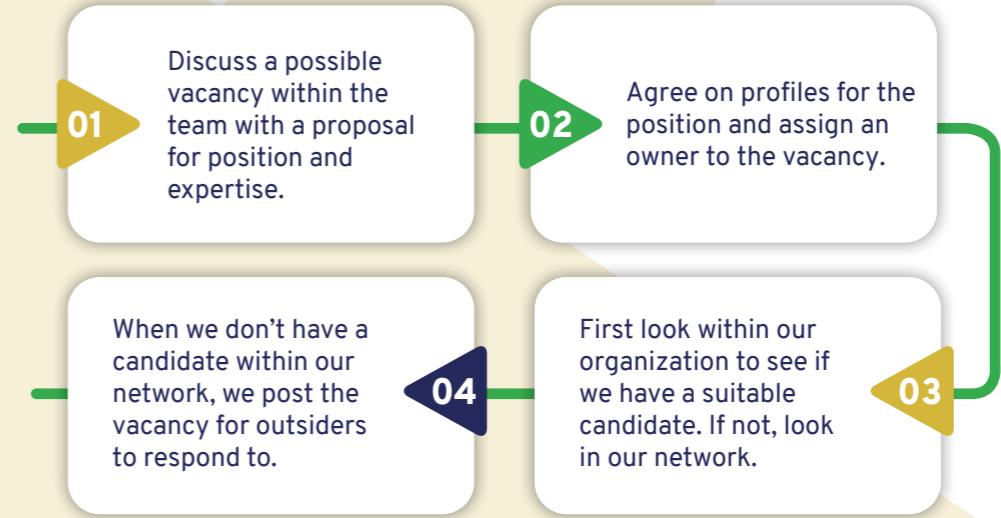 01
Discuss a possible
vacancy within the
team with a proposal
for position and
expertise.
02
Agree on profiles for the
position and assign an
owner to the vacancy.
03
First look within our
organization to see if
we have a suitable
candidate. If not, look
in our network.
04
When we don’t have a
candidate within our
network, we post the
vacancy for outsiders
to respond to.